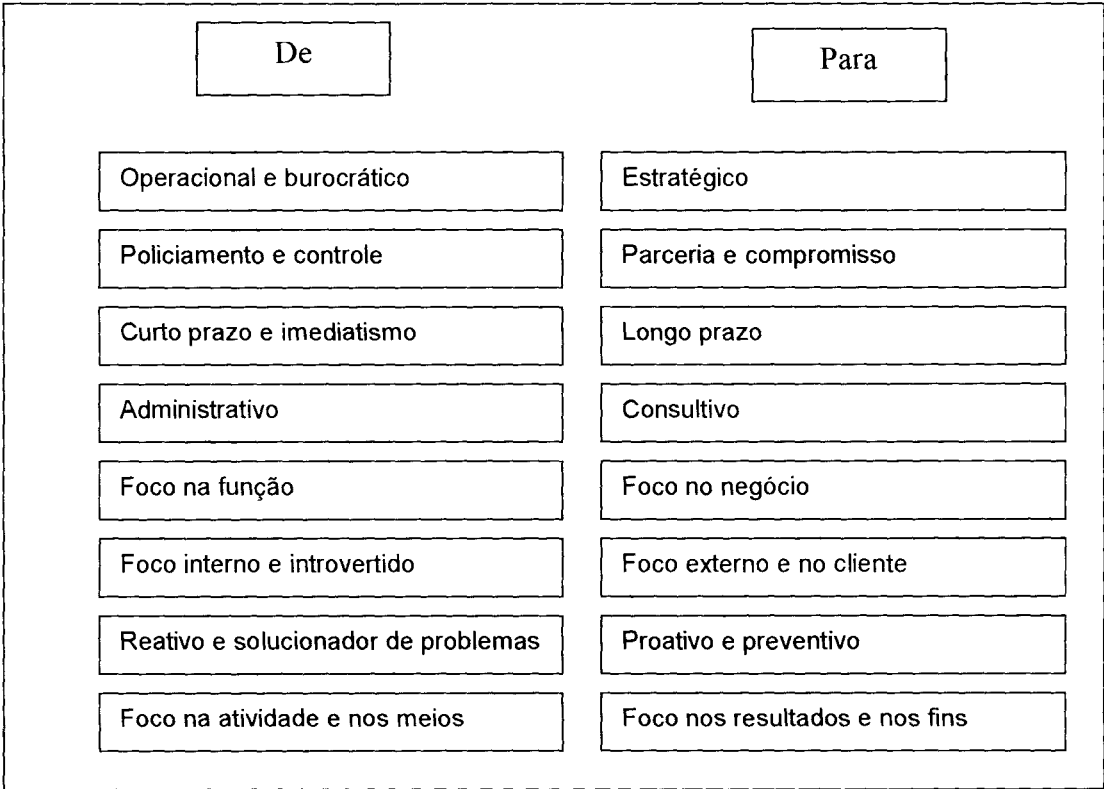 De
Para
Operacional e burocrático
Estratégico
Policiamento e controle
Parceria e compromisso
Curto prazo e imediatismo
Longo prazo
Administrativo
Consultivo
Foco na função
Foco no negócio
Foco interno e introvertido
Foco externo e no cliente
Reativo e solucionador de problemas
Proativo e preventivo
Foco na atividade e nos meios
Foco nos resultados e nos fins